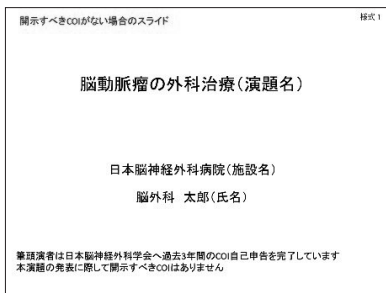 開示すべきCOIがない場合のスライド
様式1
脳動脈瘤の外科治療(演題名)
日本脳神経外科病院(施設名)
脳外科 太郎(氏名)
筆頭演者は日本脳神経外科学会へ過去3年間のCOI自己申告を完了しています
本演題の発表に際して開示すべきCOIはありません